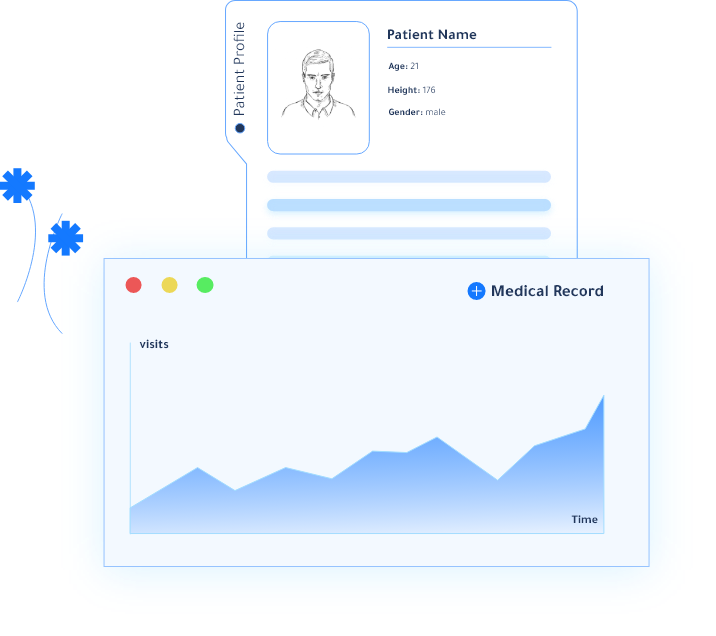 Patient Profile
Patient Name
Age: 21
Height: 176
Gender: male
Medical Record
visits
Time